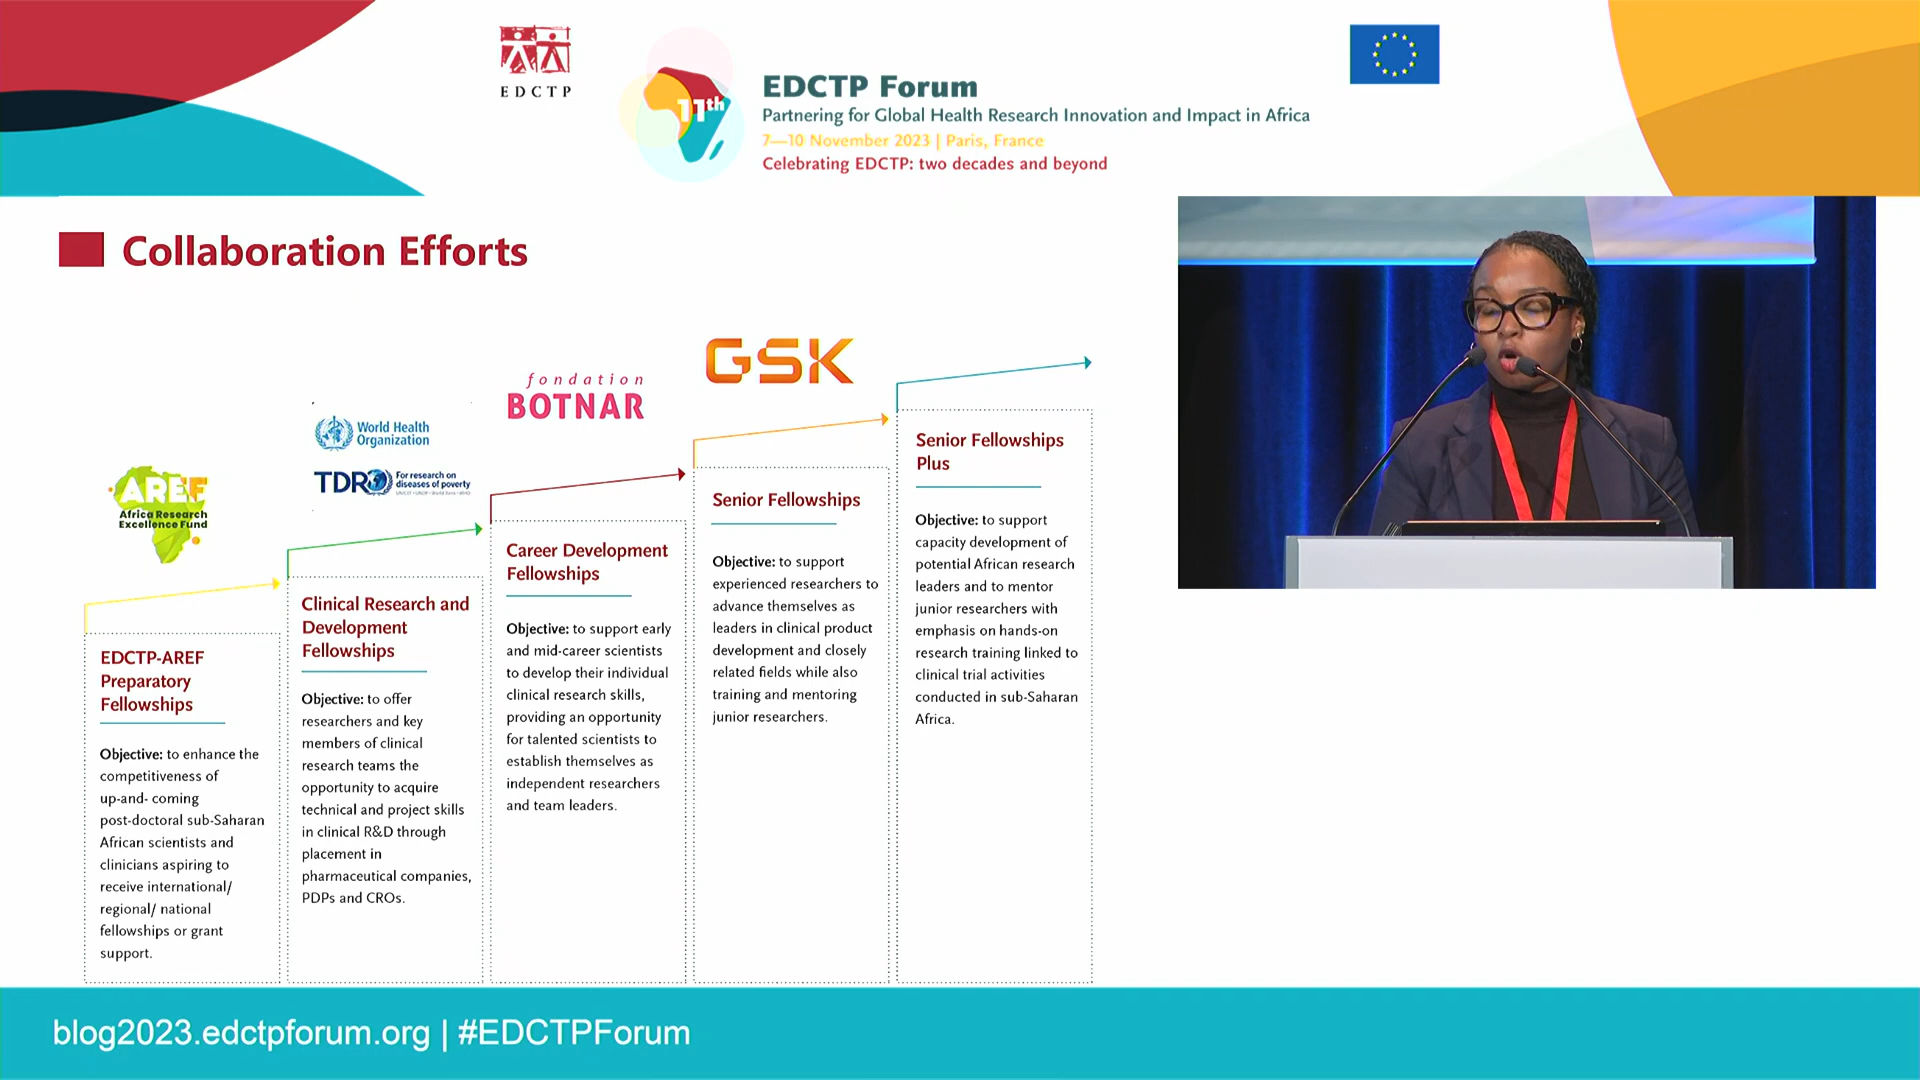 EDCTP
11th
EDCTP Forum
Partnering for Global Health Research Innovation and Impact in Africa
7—10 November 2023 | Paris, France
Celebrating EDCTP: two decades and beyond
Collaboration Efforts
AREF
Africa Research
Excellence Fund
EDCTP-AREF
Preparatory
Fellowships
Objective: to enhance the
competitiveness of
up-and- coming
post-doctoral sub-Saharan
African scientists and
clinicians aspiring to
receive international/
regional/ national
fellowships or grant
support.
World Health
Organization
TDR For research on
diseases of poverty
Clinical Research and
Development
Fellowships
Objective: to offer
researchers and key
members of clinical
research teams the
opportunity to acquire
technical and project skills
in clinical R&D through
placement in
pharmaceutical companies,
PDPs and CROs.
fondation
BOTNAR
Career Development
Fellowships
Objective: to support early
and mid-career scientists
to develop their individual
clinical research skills,
providing an opportunity
for talented scientists to
establish themselves as
independent researchers
and team leaders.
GSK
Senior Fellowships
Objective: to support
experienced researchers to
advance themselves as
leaders in clinical product
development and closely
related fields while also
training and mentoring
junior researchers.
Senior Fellowships
Plus
Objective: to support
capacity development of
potential African research
leaders and to mentor
junior researchers with
emphasis on hands-on
research training linked to
clinical trial activities
conducted in sub-Saharan
Africa.
blog2023.edctpforum.org | #EDCTPForum